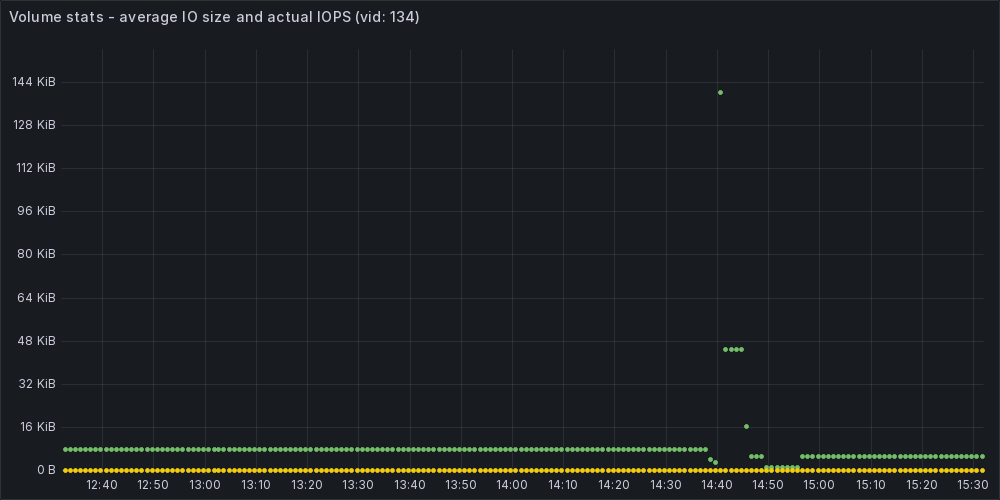 Volume stats - average IO size and actual IOPS (vid: 134)
144 KiB
128 KiB
112 KiB
96 KiB
80 KiB
64 KiB
48 KiB
32 KiB
16 KiB
0 B
12:40 12:50 13:00 13:10 13:20 13:30 13:40 13:50 14:00 14:10 14:20 14:30 14:40 14:50 15:00 15:10 15:20 15:30